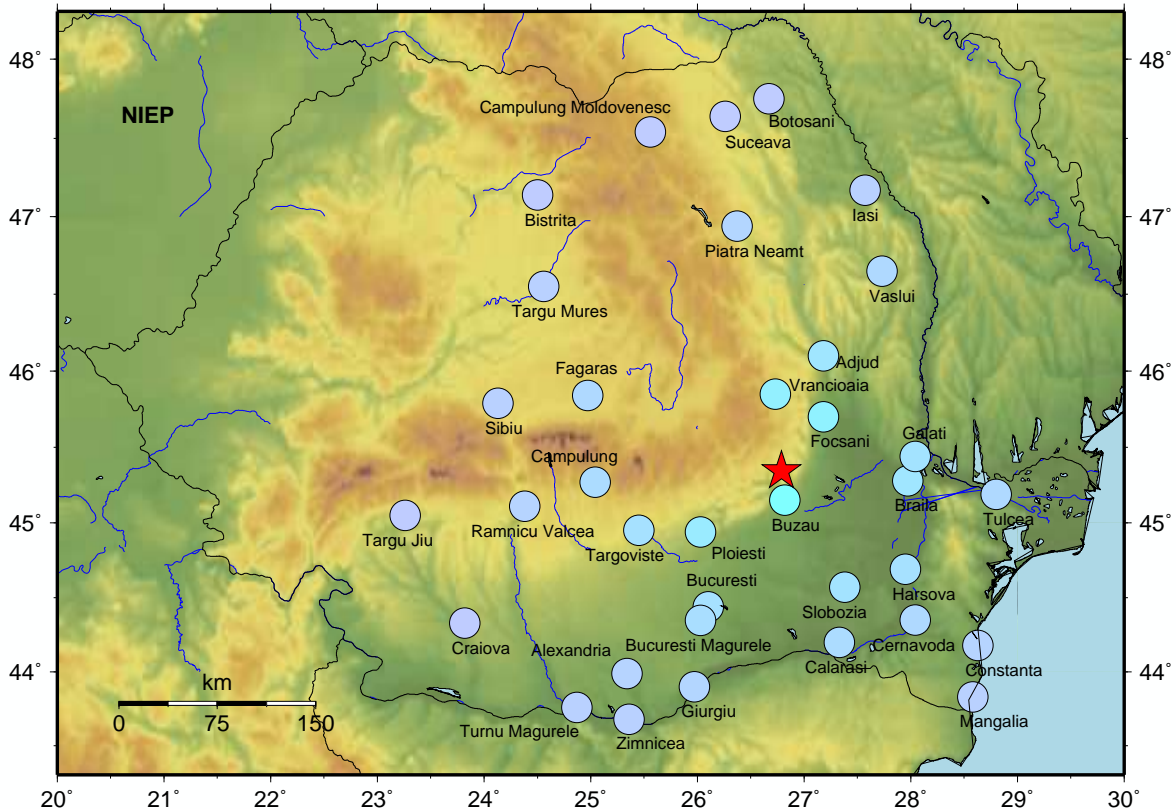 48˚
48˚
NIEP
Campulung Moldovenesc
Botosani
Suceava
47˚
47˚
Iasi
Bistrita
Piatra Neamt
Vaslui
Targu Mures
46˚
46˚
Adjud
Fagaras
Vrancioaia
Sibiu
Focsani
Galati
Campulung
Braila
45˚
45˚
Buzau
Tulcea
Ramnicu Valcea
Targu Jiu
Targoviste
Ploiesti
Bucuresti
Harsova
Slobozia
Craiova
Alexandria
Bucuresti Magurele
Cernavoda
44˚
44˚
Calarasi
Constanta
km
Giurgiu
0 75 150
Turnu Magurele
Mangalia
Zimnicea
20˚ 21˚ 22˚ 23˚ 24˚ 25˚ 26˚ 27˚ 28˚ 29˚ 30˚